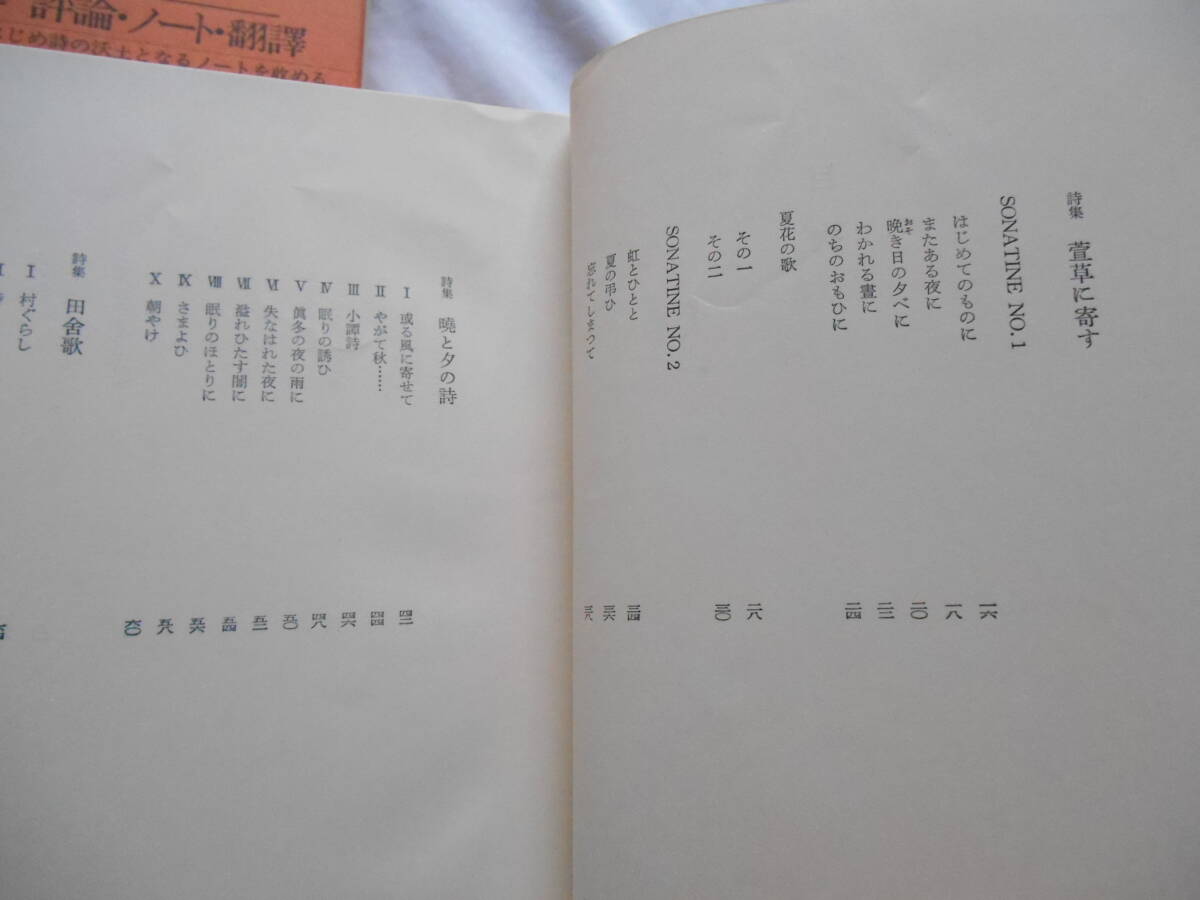 評論・ノート・翻譯
じめ詩の沃土となるノートを收める
詩集 萱草に寄す
SONATINE NO. 1
はじめてのものに 一六
またある夜に 一八
晩き日の夕べに 二〇
おそ
わかれる晝に 二二
のちのおもひに 二四
夏花の歌
その一 二八
その二 三〇
SONATINE NO. 2
虹とひとと 三四
夏の弔ひ 三六
忘れてしまつて 三八
詩集 曉と夕の詩
Ⅰ 或る風に寄せて 四二
Ⅱ やがて秋…… 四四
Ⅲ 小譚詩 四六
Ⅳ 眠りの誘ひ 四八
Ⅴ 眞冬の夜の雨に 五〇
Ⅵ 失なはれた夜に 五二
Ⅶ 溢れひたす闇に 五四
Ⅷ 眠りのほとりに 五六
Ⅸ さまよひ 五八
Ⅹ 朝やけ 六〇
詩集 田舍歌
Ⅰ 村ぐらし